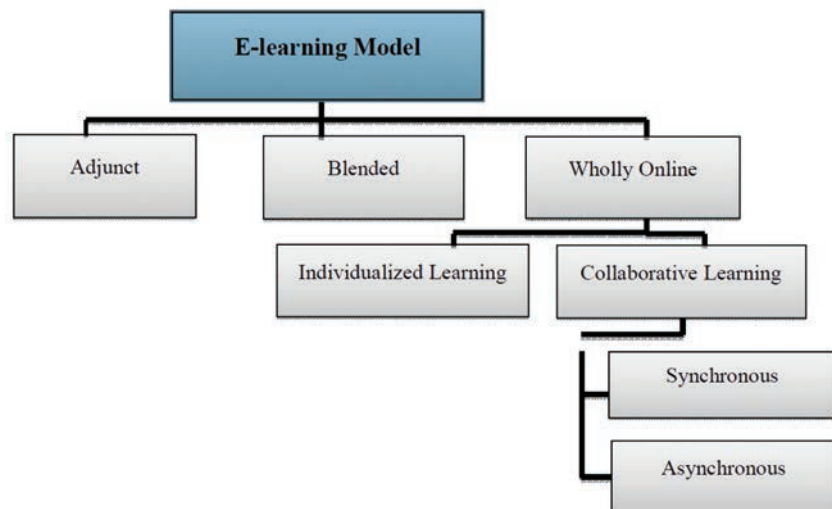 E-learning Model
Adjunct
Blended
Wholly Online
Individualized Learning
Collaborative Learning
Synchronous
Asynchronous